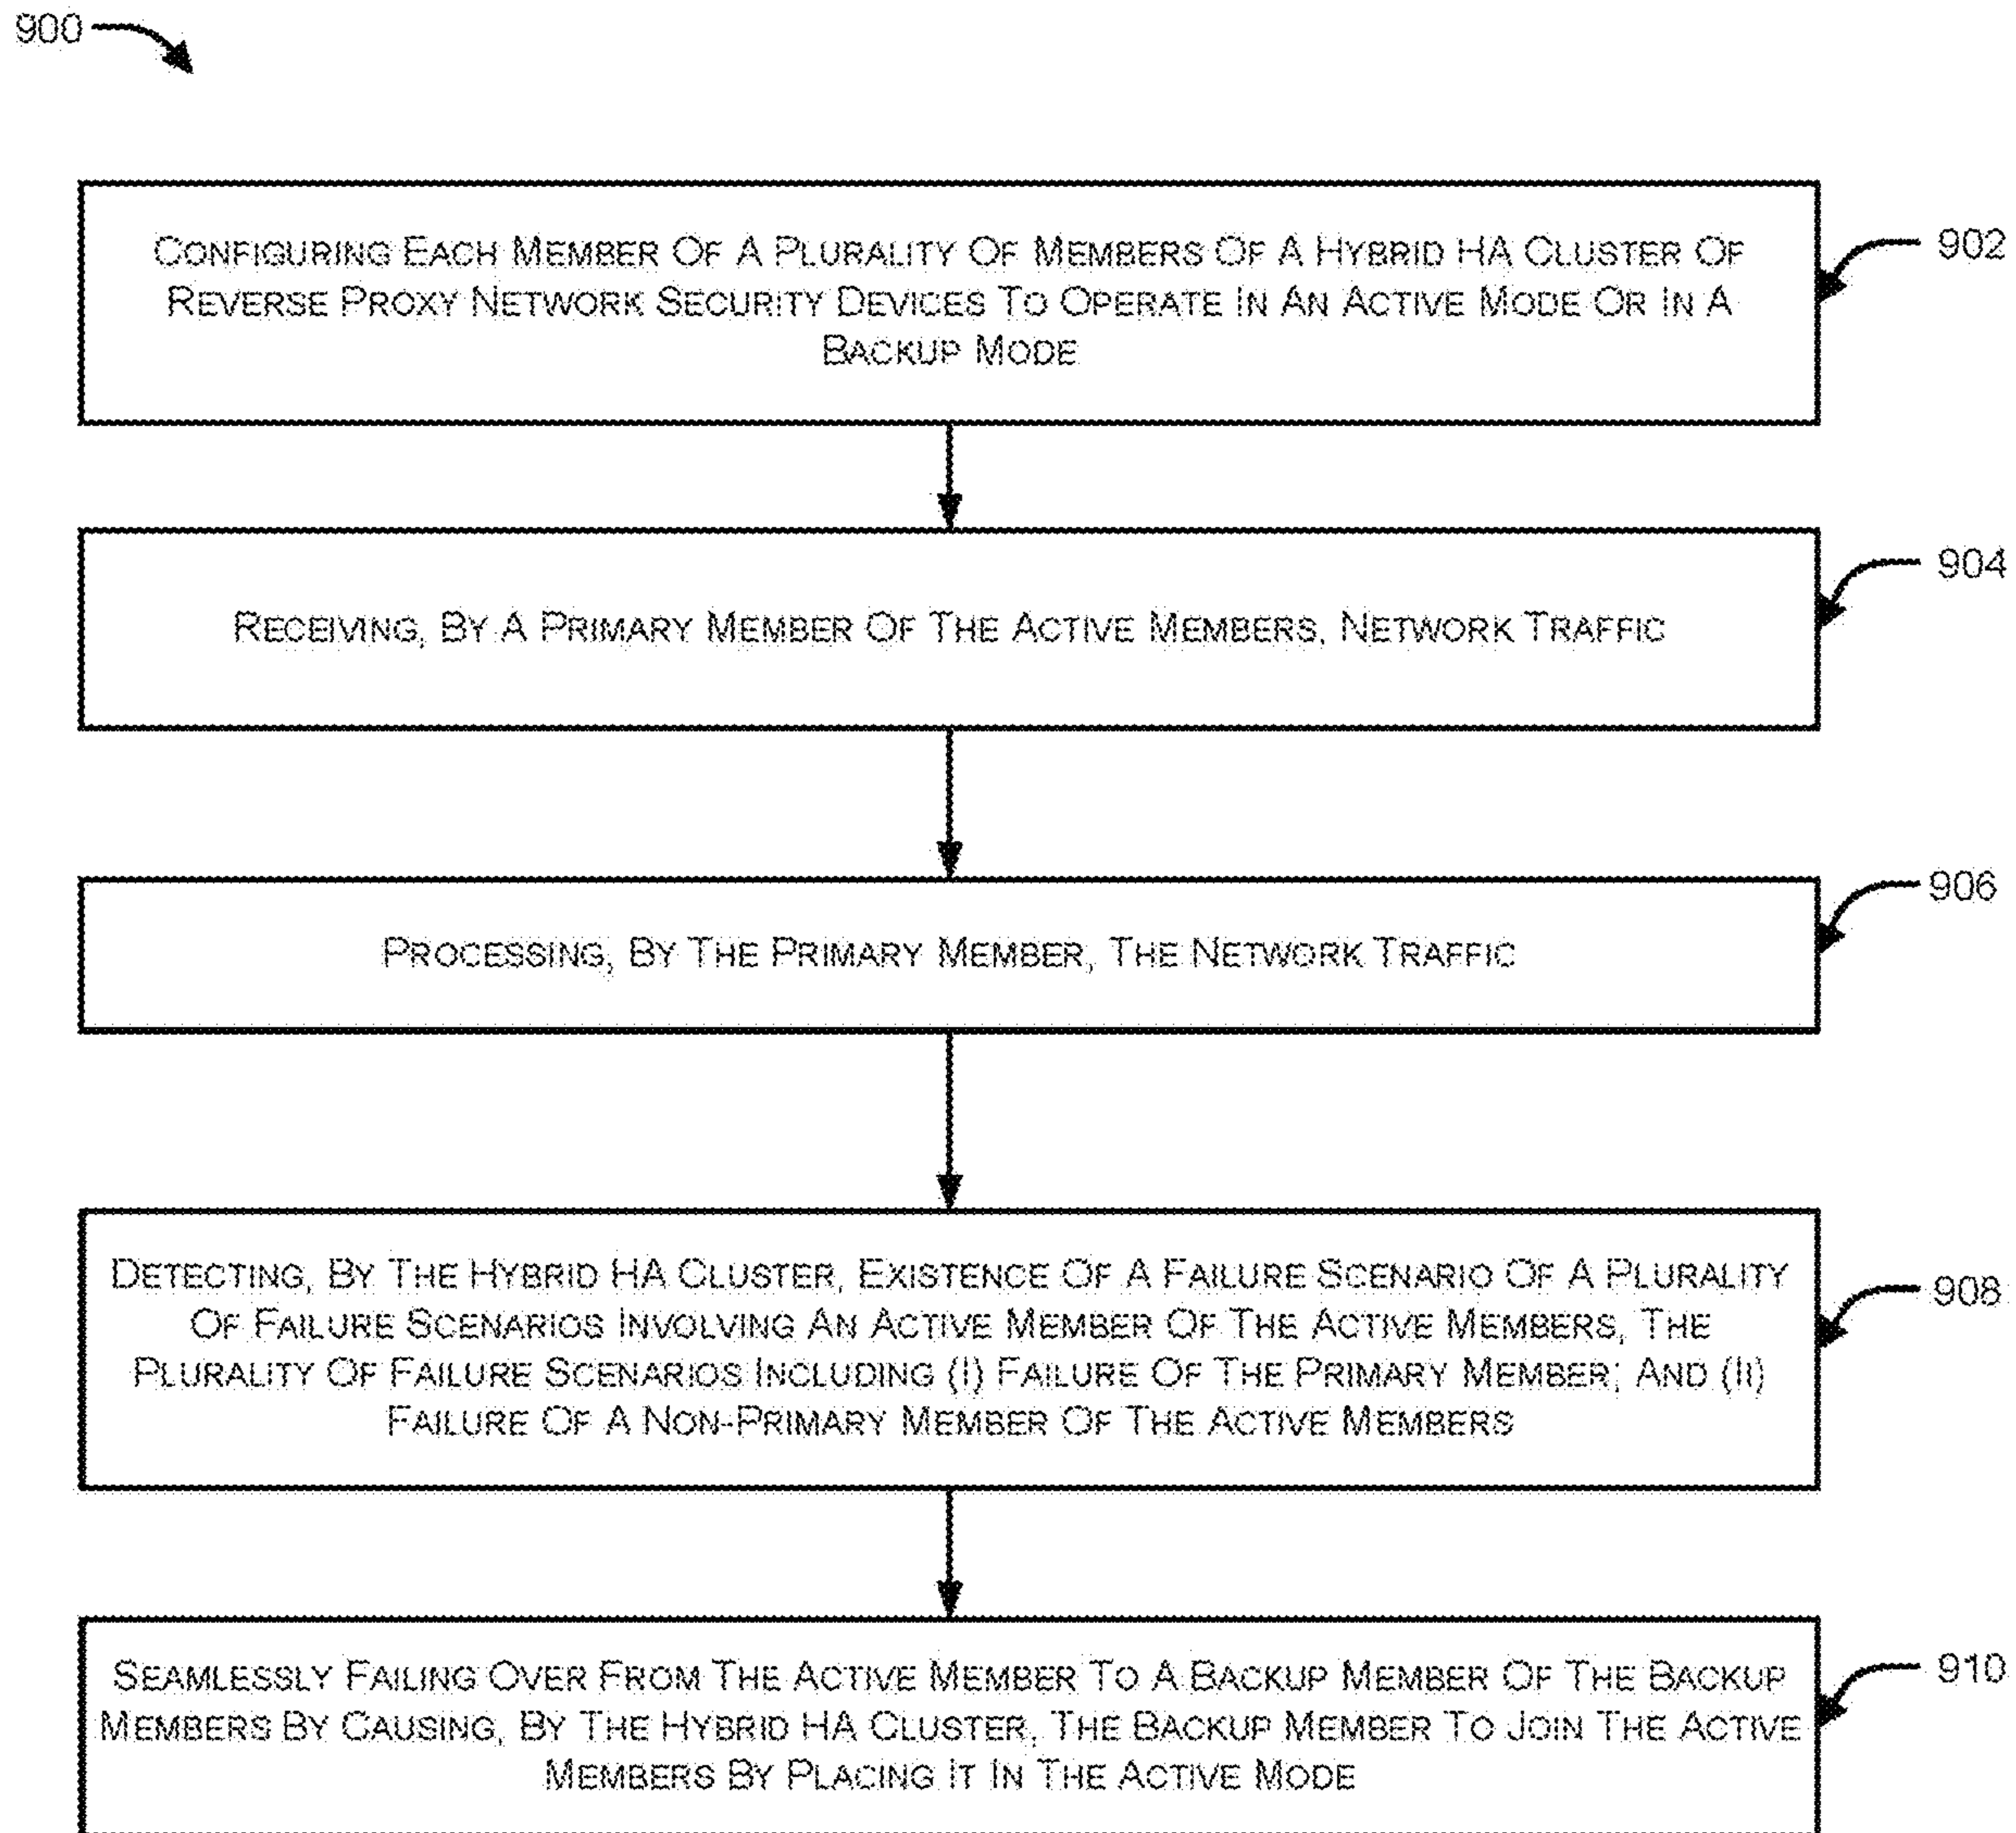 900
CONFIGURING EACH MEMBER OF A PLURALITY OF MEMBERS OF A HYBRID HA CLUSTER OF
REVERSE PROXY NETWORK SECURITY DEVICES TO OPERATE IN AN ACTIVE MODE OR IN A
BACKUP MODE
902
RECEIVING, BY A PRIMARY MEMBER OF THE ACTIVE MEMBERS, NETWORK TRAFFIC
904
PROCESSING, BY THE PRIMARY MEMBER, THE NETWORK TRAFFIC
906
DETECTING, BY THE HYBRID HA CLUSTER, EXISTENCE OF A FAILURE SCENARIO OF A PLURALITY
OF FAILURE SCENARIOS INVOLVING AN ACTIVE MEMBER OF THE ACTIVE MEMBERS, THE
PLURALITY OF FAILURE SCENARIOS INCLUDING (I) FAILURE OF THE PRIMARY MEMBER; AND (II)
FAILURE OF A NON-PRIMARY MEMBER OF THE ACTIVE MEMBERS
908
SEAMLESSLY FAILING OVER FROM THE ACTIVE MEMBER TO A BACKUP MEMBER OF THE BACKUP
MEMBERS BY CAUSING, BY THE HYBRID HA CLUSTER, THE BACKUP MEMBER TO JOIN THE ACTIVE
MEMBERS BY PLACING IT IN THE ACTIVE MODE
910